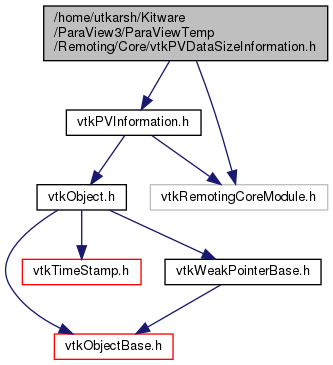 /home/utkarsh/Kitware
/ParaView3/ParaViewTemp
/Remoting/Core/vtkPVDataSizeInformation.h
vtkPVInformation.h
vtkObject.h
vtkRemotingCoreModule.h
vtkTimeStamp.h
vtkWeakPointerBase.h
vtkObjectBase.h